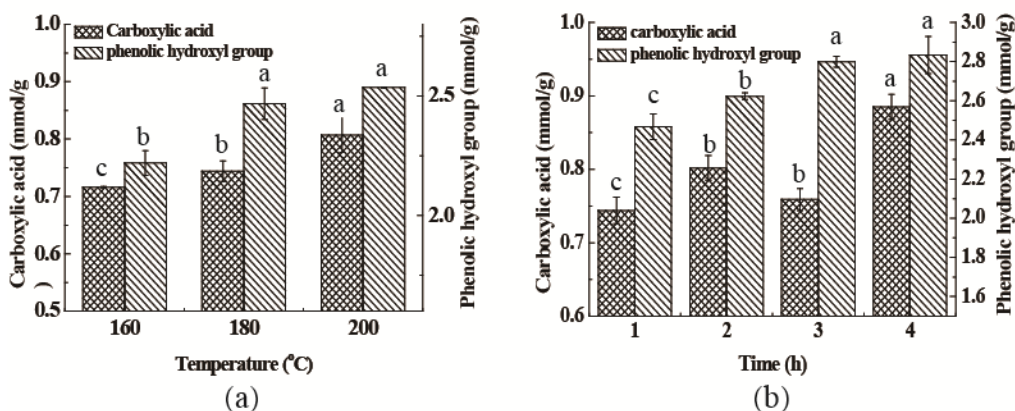 1.0
0.9
0.8
0.7
0.6
0.5
Carboxylic acid (mmol/g
)
Carboxylic acid
phenolic hydroxyl group
c
b
b
a
a
a
2.5
2.0
Phenolic hydroxyl group (mmol/g)
160
180
200
Temperature (°C)
(a)
1.0
0.9
0.8
0.7
0.6
Carboxylic acid (mmol/g)
carboxylic acid
phenolic hydroxyl group
c
c
b
b
b
a
a
a
3.0
2.8
2.6
2.4
2.2
2.0
1.8
1.6
Phenolic hydroxyl group (mmol/g)
1
2
3
4
Time (h)
(b)